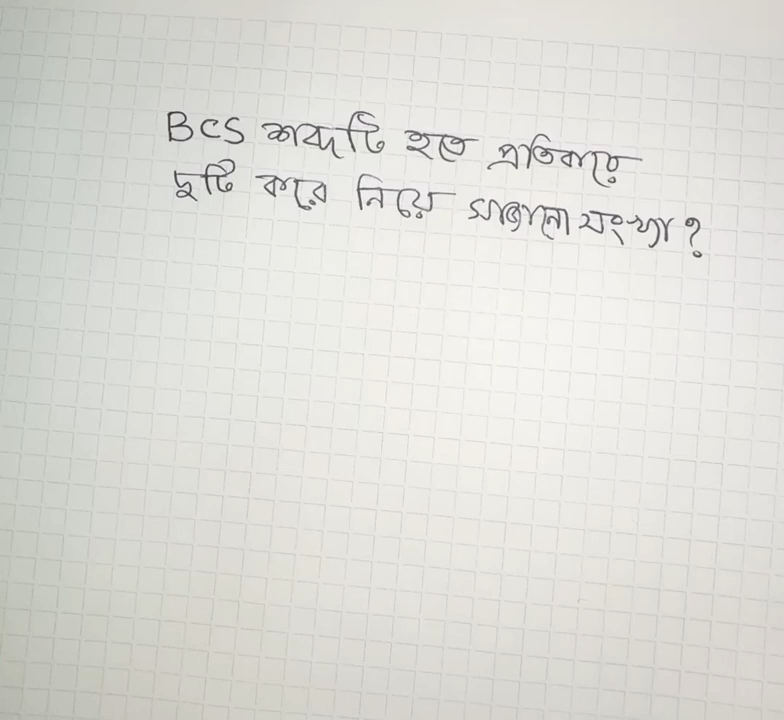 BCS শব্দটি হতে প্রতিবারে
দুটি করে নিয়ে সাজানো সংখ্যা?